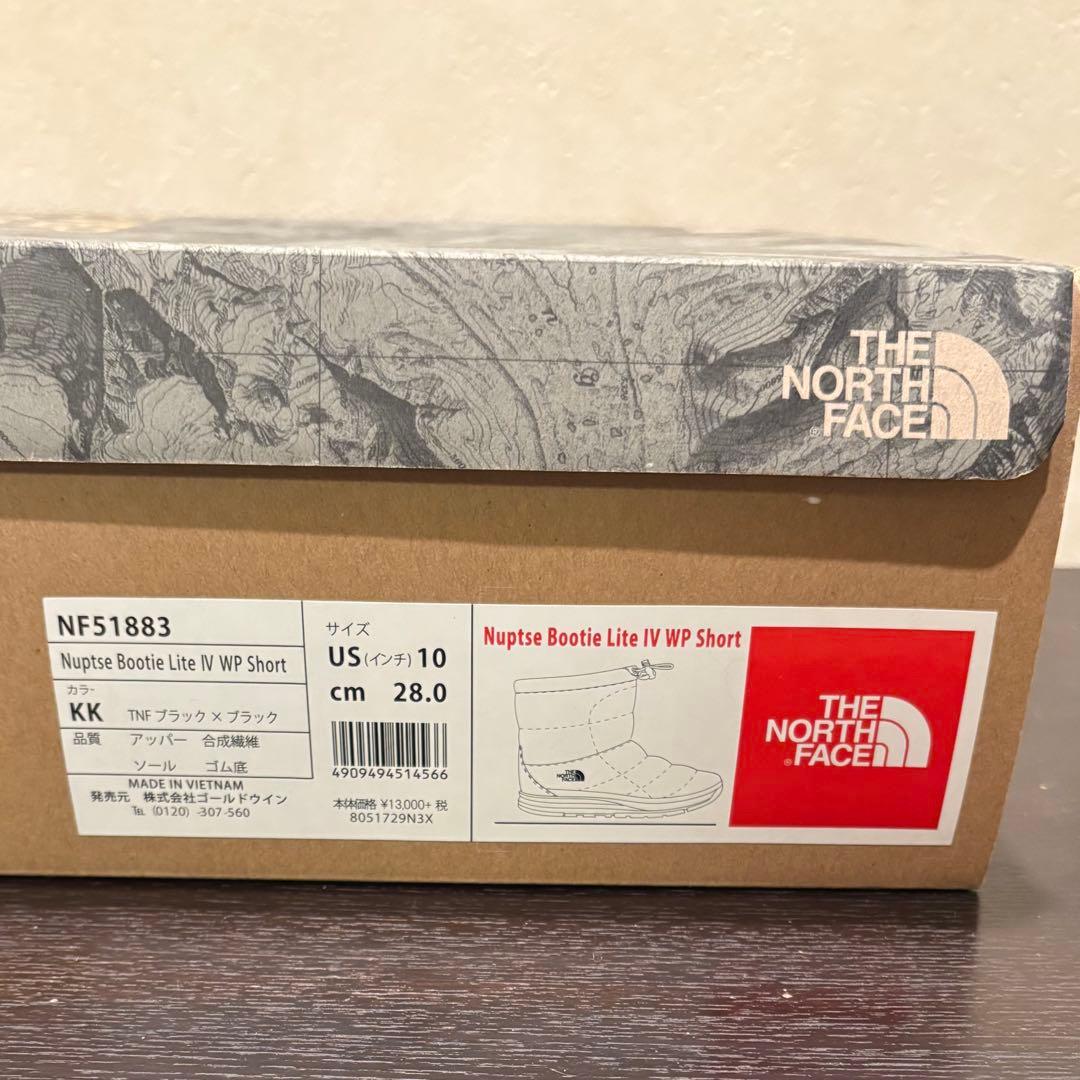 THE
NORTH
FACE®
NF51883
Nuptse Bootie Lite IV WP Short
カラー
KK TNF ブラック × ブラック
品質 アッパー 合成繊維
ソール ゴム底
MADE IN VIETNAM
発売元 株式会社ゴールドウイン
TEL (0120) -307-560
サイズ
US (インチ) 10
cm 28.0
4909494514566
本体価格 ¥13,000+ 税
8051729N3X
Nuptse Bootie Lite IV WP Short
THE
NORTH
FACE®